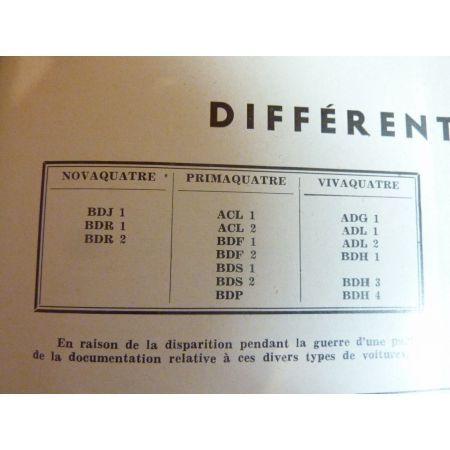 DIFFÉRENT
NOVAQUATRE PRIMAQUATRE VIVAQUATRE
BDJ 1 ACL 1 ADG 1
BDR 1 ACL 2 ADL 1
BDR 2 BDF 1 ADL 2
BDF 2 BDH 1
BDS 1
BDS 2 BDH 3
BDP BDH 4
En raison de la disparition pendant la guerre d'une
de la documentation relative à ces divers types de voitures,